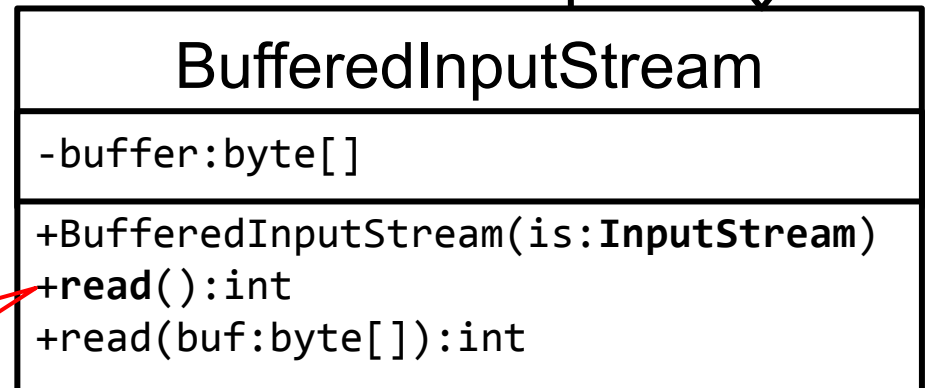 BufferedInputStream
-buffer:byte[]
+BufferedInputStream(is:InputStream)
+read():int
+read(buf:byte[]):int